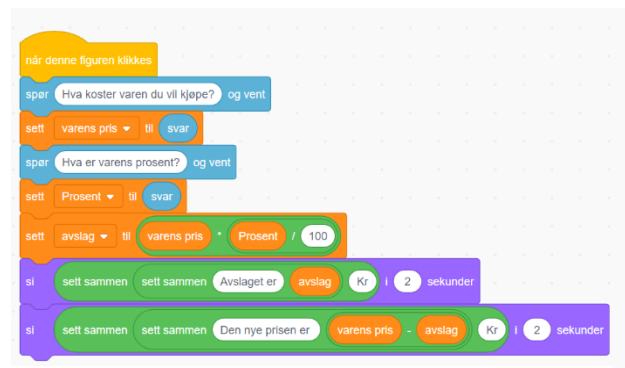 når denne figuren klikkes
spør Hva koster varen du vil kjøpe? og vent
sett varens pris til svar
spør Hva er varens prosent? og vent
sett Prosent til svar
sett avslag til varens pris * Prosent / 100
si sett sammen sett sammen Avslaget er avslag Kr i 2 sekunder
si sett sammen sett sammen Den nye prisen er varens pris - avslag Kr i 2 sekunder